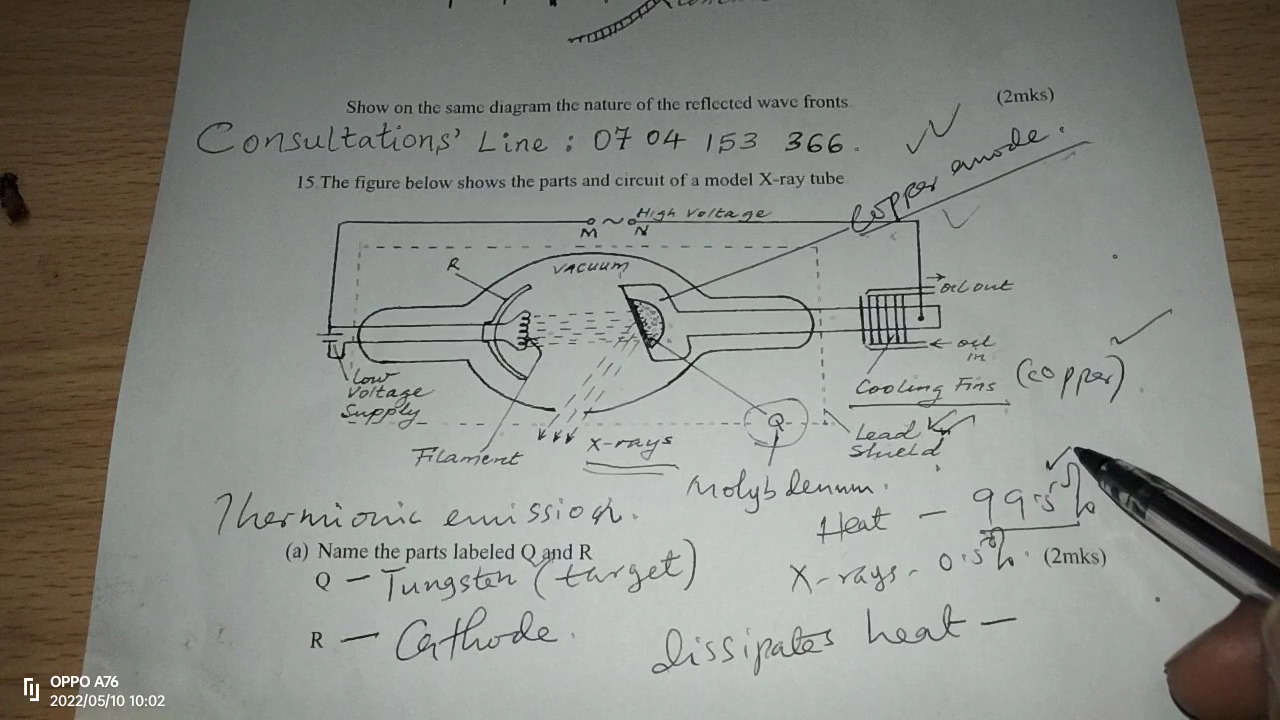 Show on the same diagram the nature of the reflected wave fronts (2mks)
Consultations' Line : 07 04 153 366.
15 The figure below shows the parts and circuit of a model X-ray tube
Copper anode.
M ~ N High Voltage
R
VACUUM
oil out
oil in
Low Voltage Supply
Cooling Fins (copper)
Q
Lead Shield
X-rays
Filament
Molybdenum.
Thermionic emission.
Heat - 99.5%
(a) Name the parts labeled Q and R (2mks)
X-rays - 0.5%.
Q - Tungsten (target)
R - Cathode.
dissipates heat -
OPPO A76
2022/05/10 10:02